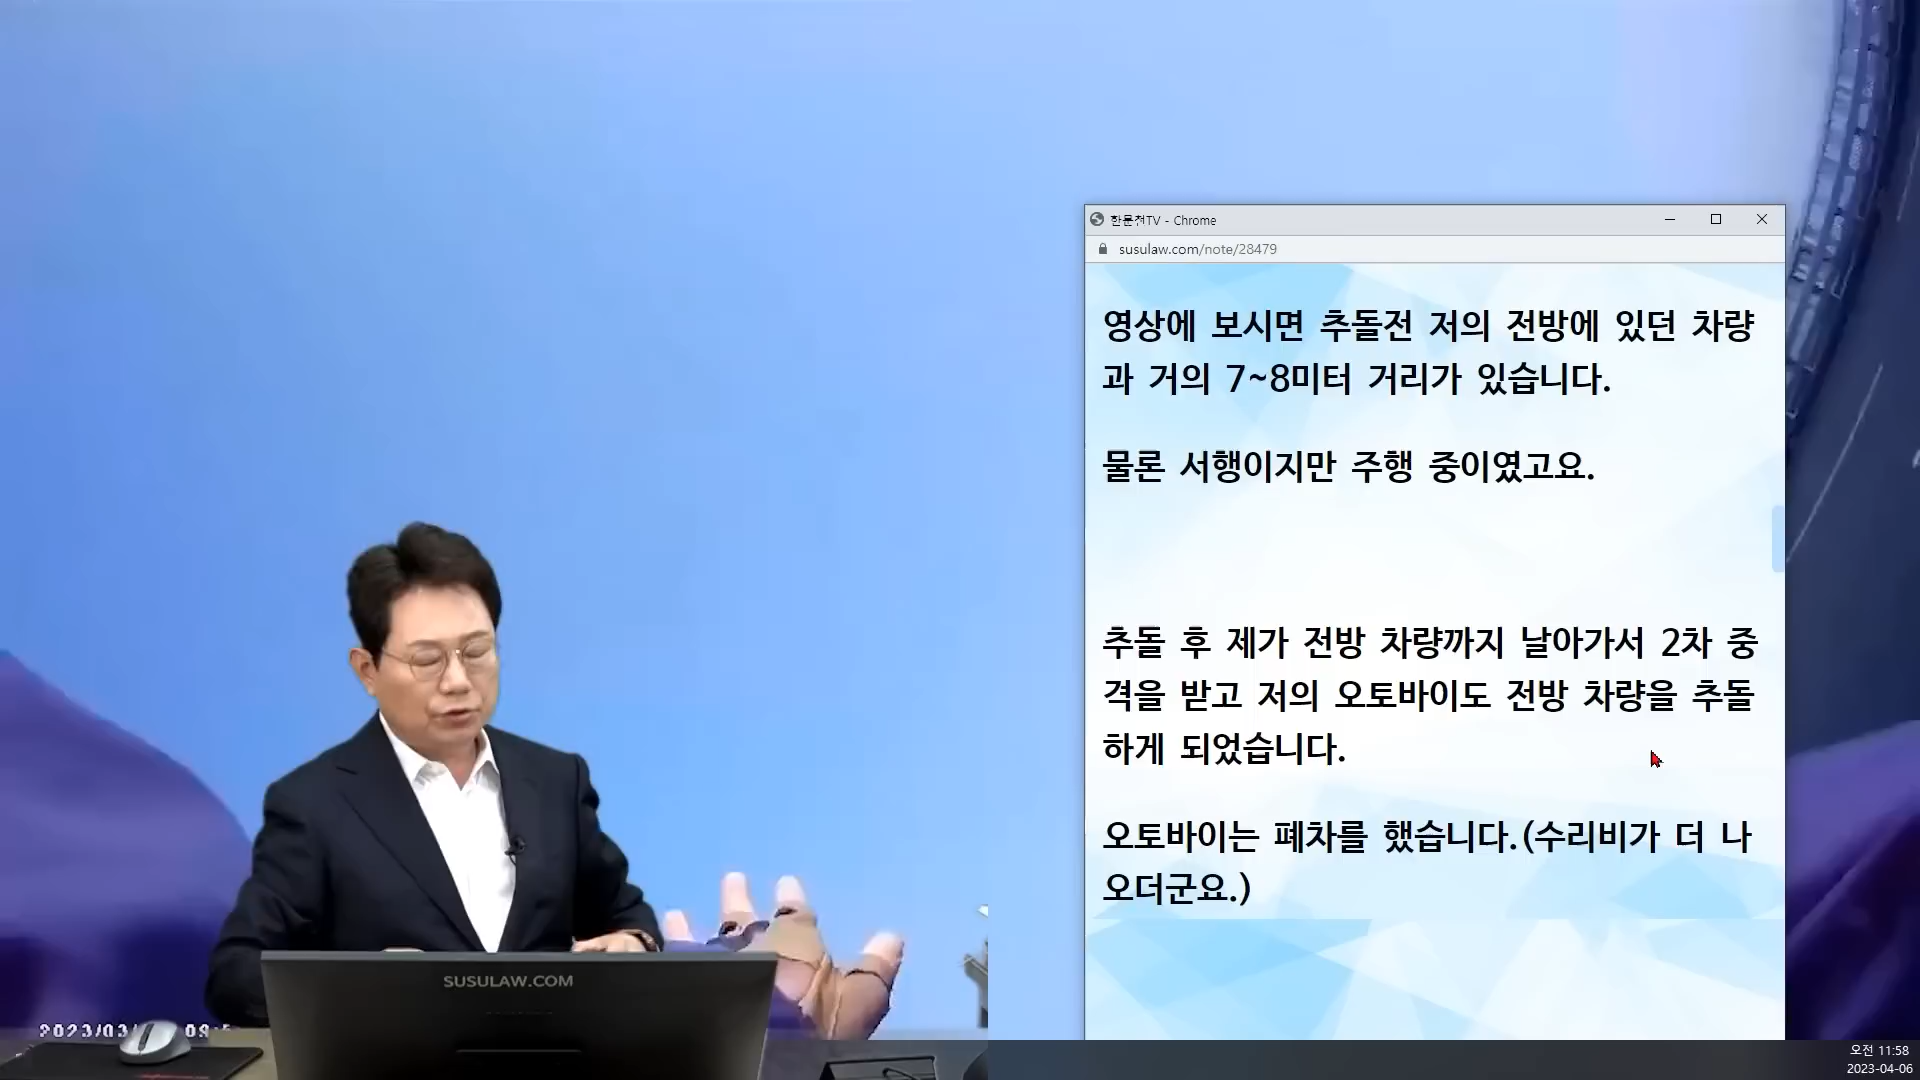 한문철TV - Chrome
susulaw.com/note/28479
영상에 보시면 추돌전 저의 전방에 있던 차량
과 거의 7~8미터 거리가 있습니다.
물론 서행이지만 주행 중이였고요.
추돌 후 제가 전방 차량까지 날아가서 2차 중
격을 받고 저의 오토바이도 전방 차량을 추돌
하게 되었습니다.
오토바이는 폐차를 했습니다.(수리비가 더 나
오더군요.)
SUSULAW.COM
2023/03
오전 11:58
2023-04-06